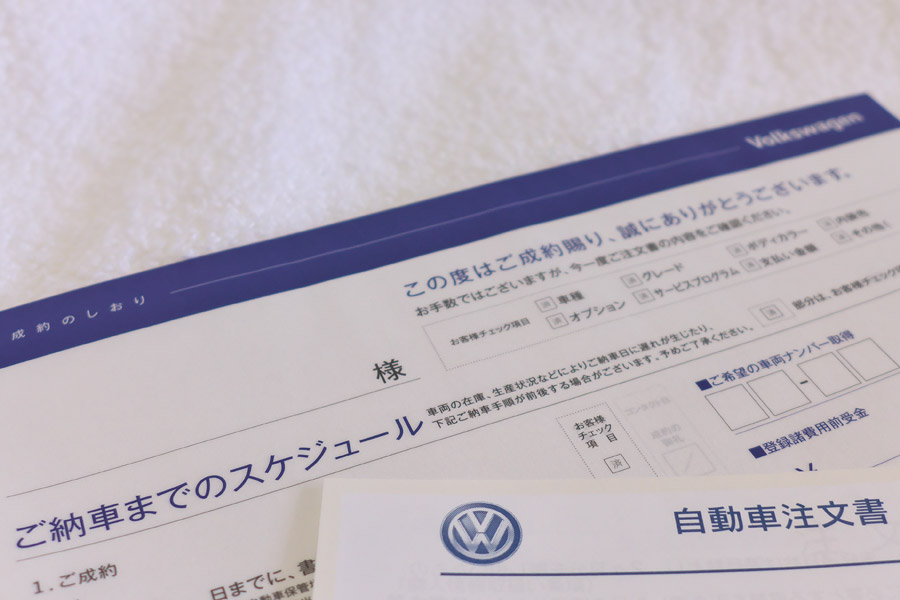 Volkswagen
成約のしおり
この度はご成約賜り、誠にありがとうございます。
お手数ではございますが、今一度ご注文書の内容をご確認ください。
お客様チェック項目
済 車種 済 グレード 済 ボディカラー 済 内装色
済 オプション 済 サービスプログラム 済 支払い金額 済 その他
済 部分は、お客様チェック項
様
ご納車までのスケジュール
車両の在庫、生産状況などによりご納車日に遅れが生じたり、
下記ご納車手順が前後する場合がございます。予めご了承ください。
お客様
チェック
項目
済
■ご希望の車両ナンバー取得
-
■登録諸費用前受金
¥
1.ご成約
日までに、書
自動車保管
自動車注文書